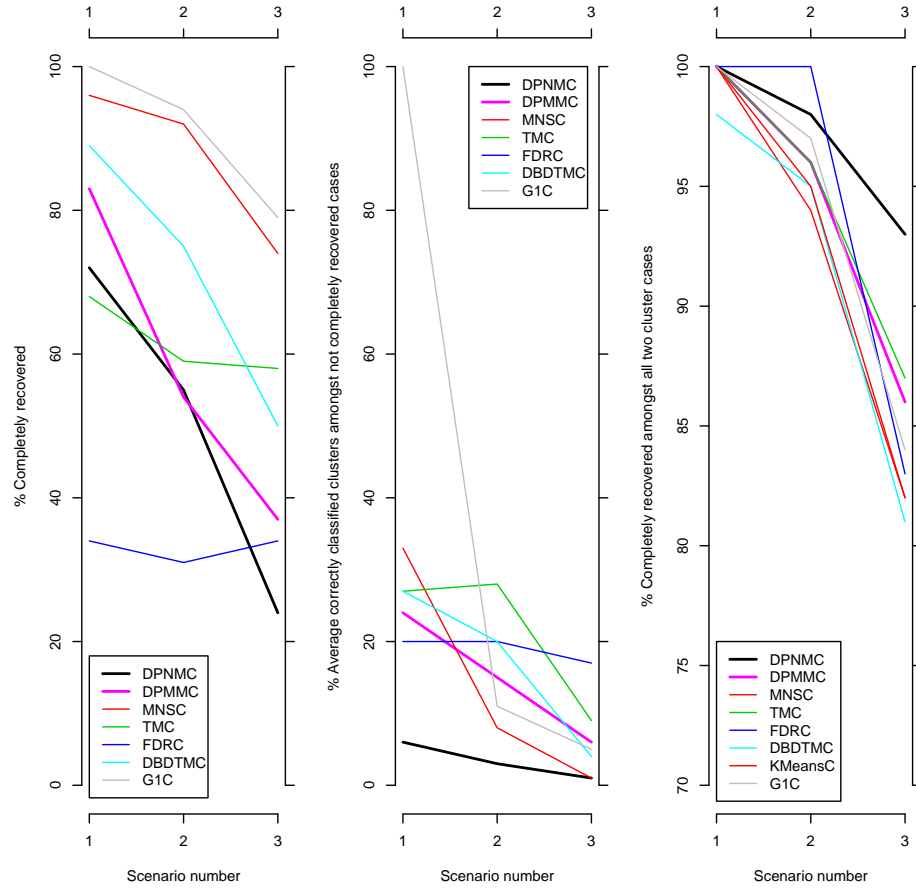 1 2 3
0 20 40 60 80 100
% Completely recovered
DPNMC
DPMMC
MNSC
TMC
FDRC
DBDTMC
G1C
1 2 3
Scenario number
1 2 3
0 20 40 60 80 100
% Average correctly classified clusters amongst not completely recovered cases
DPNMC
DPMMC
MNSC
TMC
FDRC
DBDTMC
G1C
1 2 3
Scenario number
1 2 3
70 75 80 85 90 95 100
% Completely recovered amongst all two cluster cases
DPNMC
DPMMC
MNSC
TMC
FDRC
DBDTMC
KMeansC
G1C
1 2 3
Scenario number